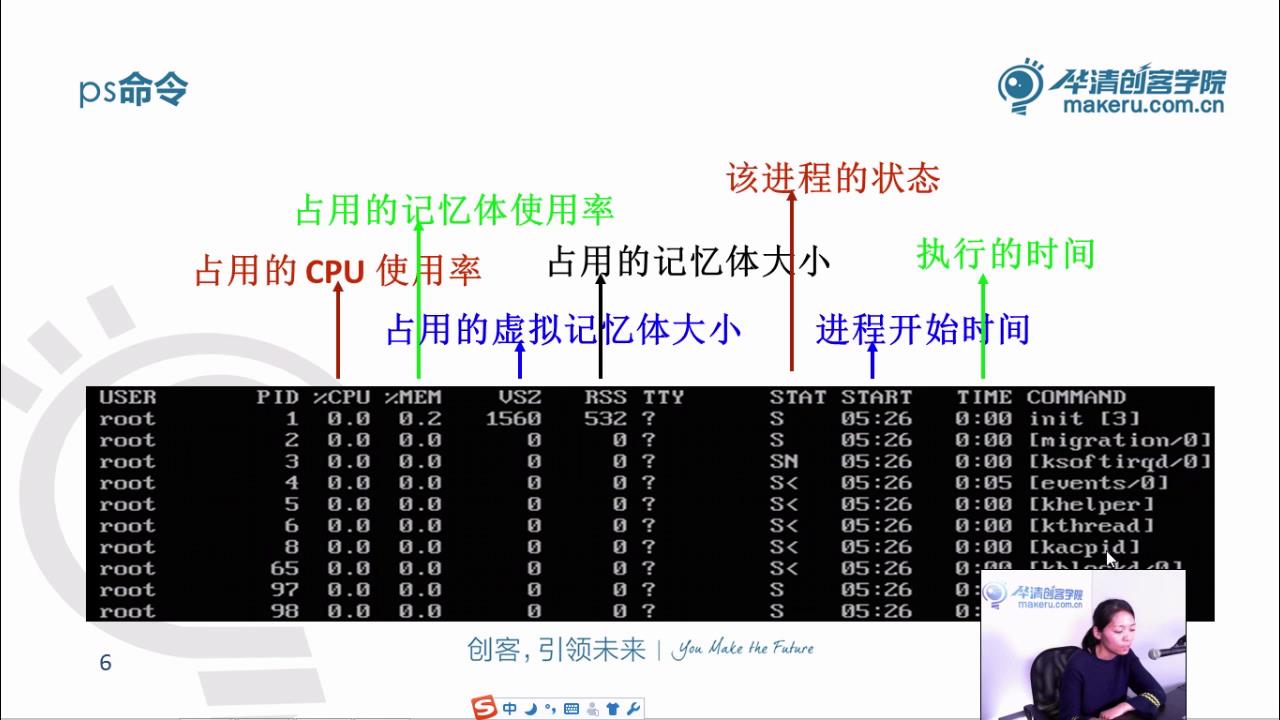 ps命令
华清创客学院
makeru.com.cn
该进程的状态
占用的记忆体使用率
执行的时间
占用的记忆体大小
占用的 CPU 使用率
占用的虚拟记忆体大小
进程开始时间
USER PID %CPU %MEM VSZ RSS TTY STAT START TIME COMMAND
root 1 0.0 0.2 1560 532 ? S 05:26 0:00 init [3]
root 2 0.0 0.0 0 0 ? S 05:26 0:00 [migration/0]
root 3 0.0 0.0 0 0 ? SN 05:26 0:00 [ksoftirqd/0]
root 4 0.0 0.0 0 0 ? S< 05:26 0:05 [events/0]
root 5 0.0 0.0 0 0 ? S< 05:26 0:00 [khelper]
root 6 0.0 0.0 0 0 ? S< 05:26 0:00 [kthread]
root 8 0.0 0.0 0 0 ? S< 05:26 0:00 [kacpid]
root 65 0.0 0.0 0 0 ? S< 05:26 0:00 [kblockd/0]
root 97 0.0 0.0 0 0 ? S 05:26 0:
root 98 0.0 0.0 0 0 ? S 05:26 0:
华清创客学院
makeru.com.cn
创客，引领未来 | You Make the Future
6
中